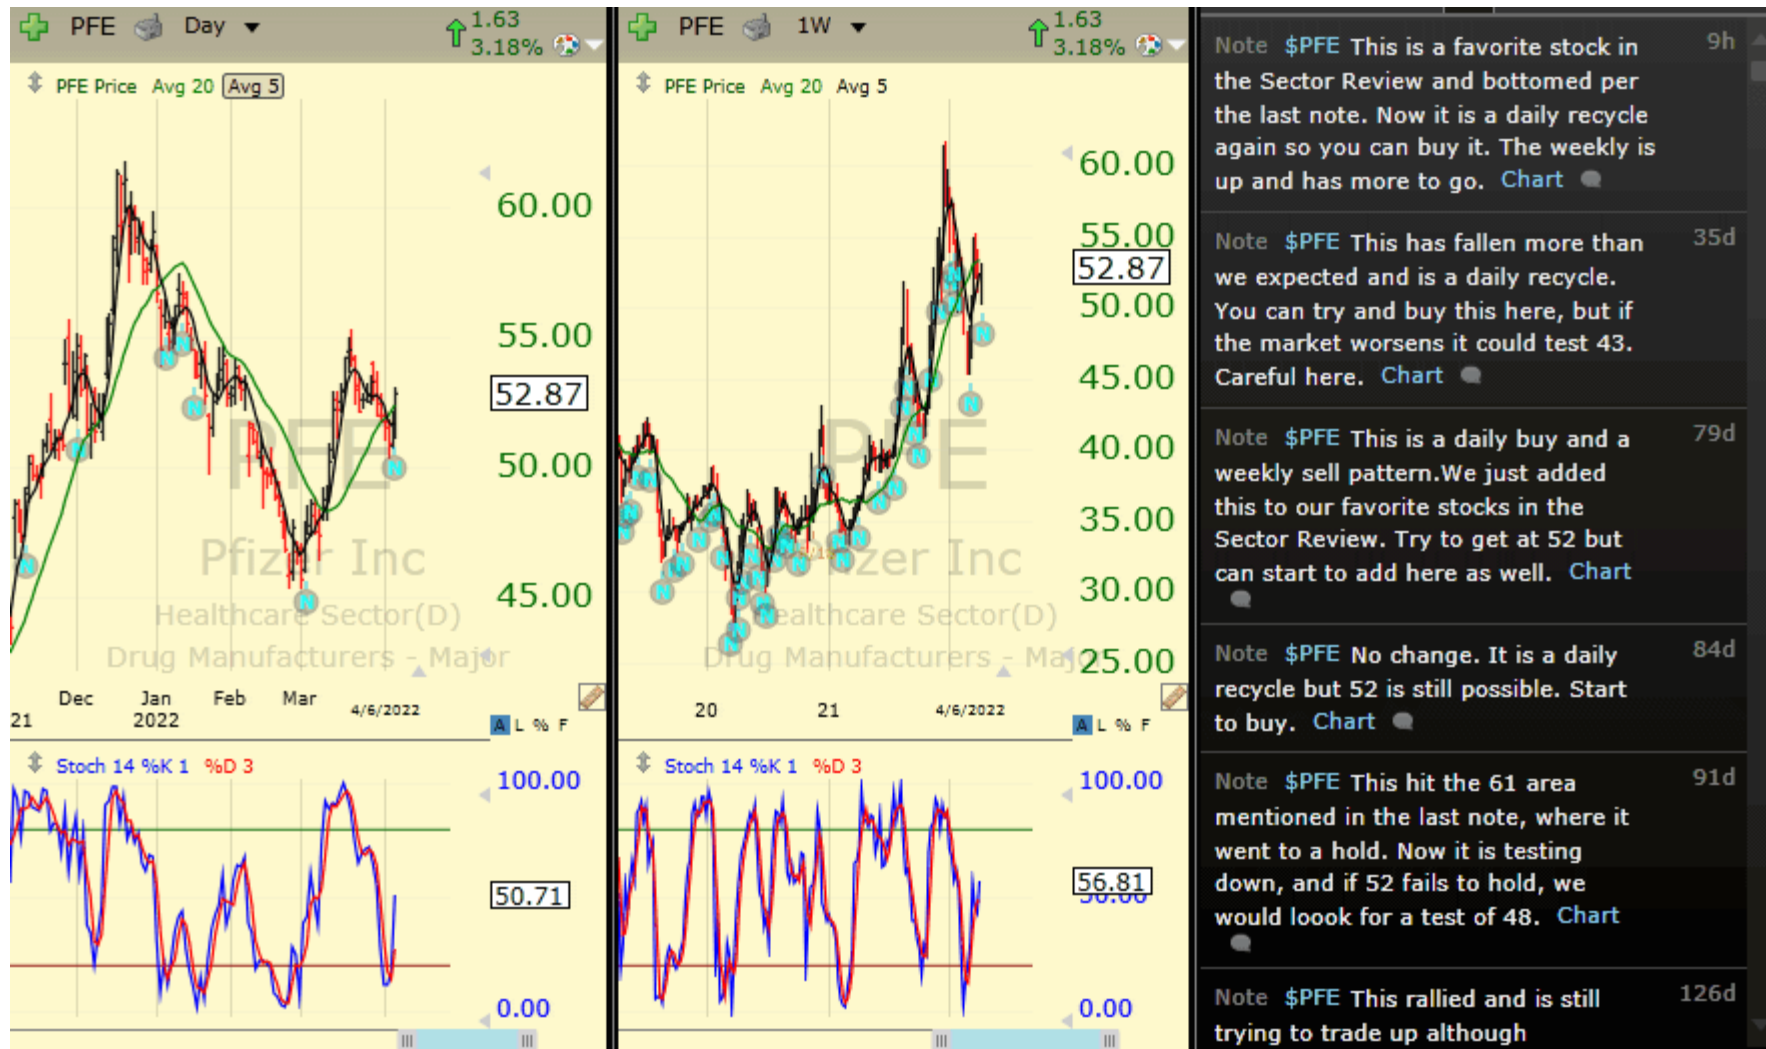 PFE Day 1.63
3.18%
PFE Price Avg 20 Avg 5
60.00
55.00
52.87
50.00
45.00
PFE
Pfizer Inc
Healthcare Sector(D)
Drug Manufacturers - Major
Dec Jan Feb Mar 4/6/2022
21 2022
A L % F
Stoch 14 %K 1 %D 3
100.00
50.71
0.00
PFE 1W 1.63
3.18%
PFE Price Avg 20 Avg 5
60.00
55.00
52.87
50.00
45.00
40.00
35.00
30.00
25.00
PFE
Pfizer Inc
Healthcare Sector(D)
Drug Manufacturers - Major
20 21 4/6/2022
A L % F
Stoch 14 %K 1 %D 3
100.00
56.81
50.00
0.00
Note $PFE This is a favorite stock in 9h
the Sector Review and bottomed per
the last note. Now it is a daily recycle
again so you can buy it. The weekly is
up and has more to go. Chart
Note $PFE This has fallen more than 35d
we expected and is a daily recycle.
You can try and buy this here, but if
the market worsens it could test 43.
Careful here. Chart
Note $PFE This is a daily buy and a 79d
weekly sell pattern.We just added
this to our favorite stocks in the
Sector Review. Try to get at 52 but
can start to add here as well. Chart
Note $PFE No change. It is a daily 84d
recycle but 52 is still possible. Start
to buy. Chart
Note $PFE This hit the 61 area 91d
mentioned in the last note, where it
went to a hold. Now it is testing
down, and if 52 fails to hold, we
would loook for a test of 48. Chart
Note $PFE This rallied and is still 126d
trying to trade up although